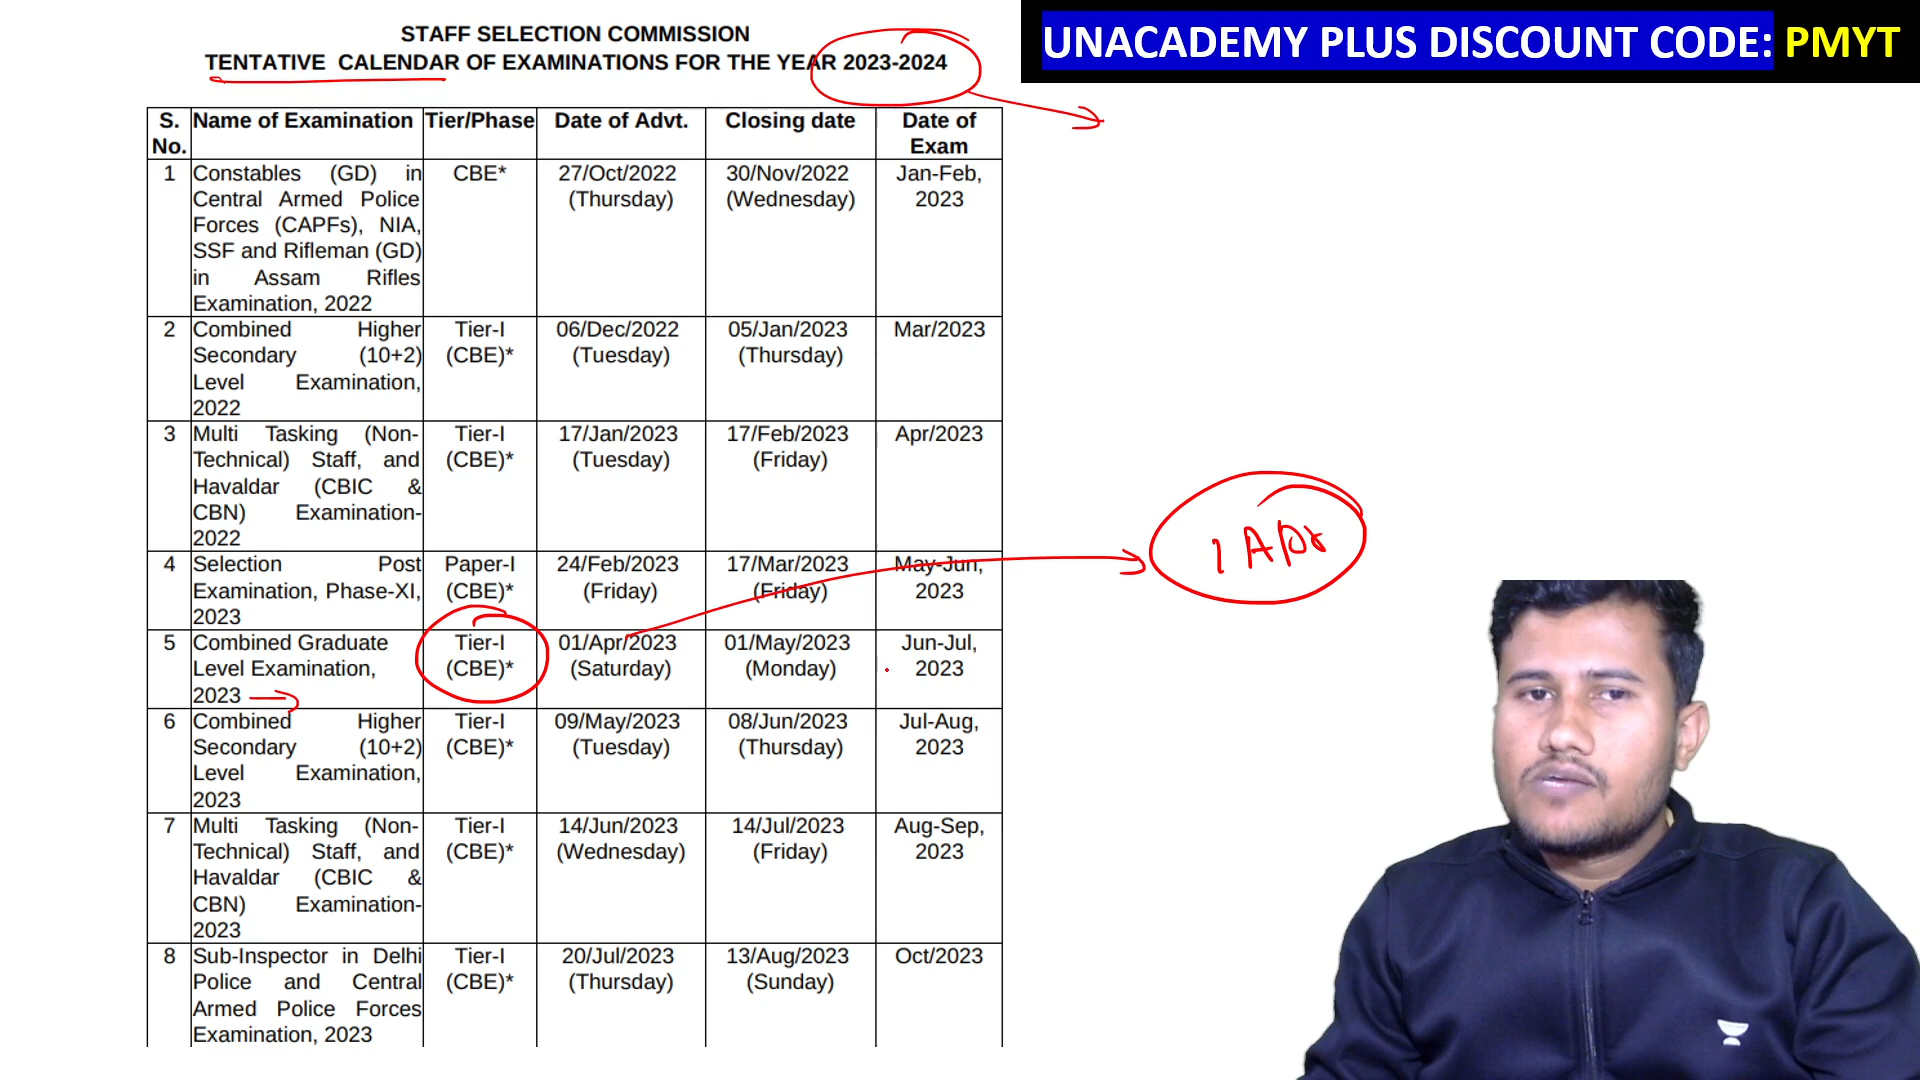 STAFF SELECTION COMMISSION
TENTATIVE CALENDAR OF EXAMINATIONS FOR THE YEAR 2023-2024
UNACADEMY PLUS DISCOUNT CODE: PMYT
S. No. Name of Examination Tier/Phase Date of Advt. Closing date Date of Exam
1 Constables (GD) in CBE* 27/Oct/2022 30/Nov/2022 Jan-Feb,
Central Armed Police (Thursday) (Wednesday) 2023
Forces (CAPFs), NIA,
SSF and Rifleman (GD)
in Assam Rifles
Examination, 2022
2 Combined Higher Tier-I 06/Dec/2022 05/Jan/2023 Mar/2023
Secondary (10+2) (CBE)* (Tuesday) (Thursday)
Level Examination,
2022
3 Multi Tasking (Non- Tier-I 17/Jan/2023 17/Feb/2023 Apr/2023
Technical) Staff, and (CBE)* (Tuesday) (Friday)
Havaldar (CBIC &
CBN) Examination-
2022
4 Selection Post Paper-I 24/Feb/2023 17/Mar/2023 May-Jun,
Examination, Phase-XI, (CBE)* (Friday) (Friday) 2023
2023
1 Apr
5 Combined Graduate Tier-I 01/Apr/2023 01/May/2023 Jun-Jul,
Level Examination, (CBE)* (Saturday) (Monday) 2023
2023
6 Combined Higher Tier-I 09/May/2023 08/Jun/2023 Jul-Aug,
Secondary (10+2) (CBE)* (Tuesday) (Thursday) 2023
Level Examination,
2023
7 Multi Tasking (Non- Tier-I 14/Jun/2023 14/Jul/2023 Aug-Sep,
Technical) Staff, and (CBE)* (Wednesday) (Friday) 2023
Havaldar (CBIC &
CBN) Examination-
2023
8 Sub-Inspector in Delhi Tier-I 20/Jul/2023 13/Aug/2023 Oct/2023
Police and Central (CBE)* (Thursday) (Sunday)
Armed Police Forces
Examination, 2023